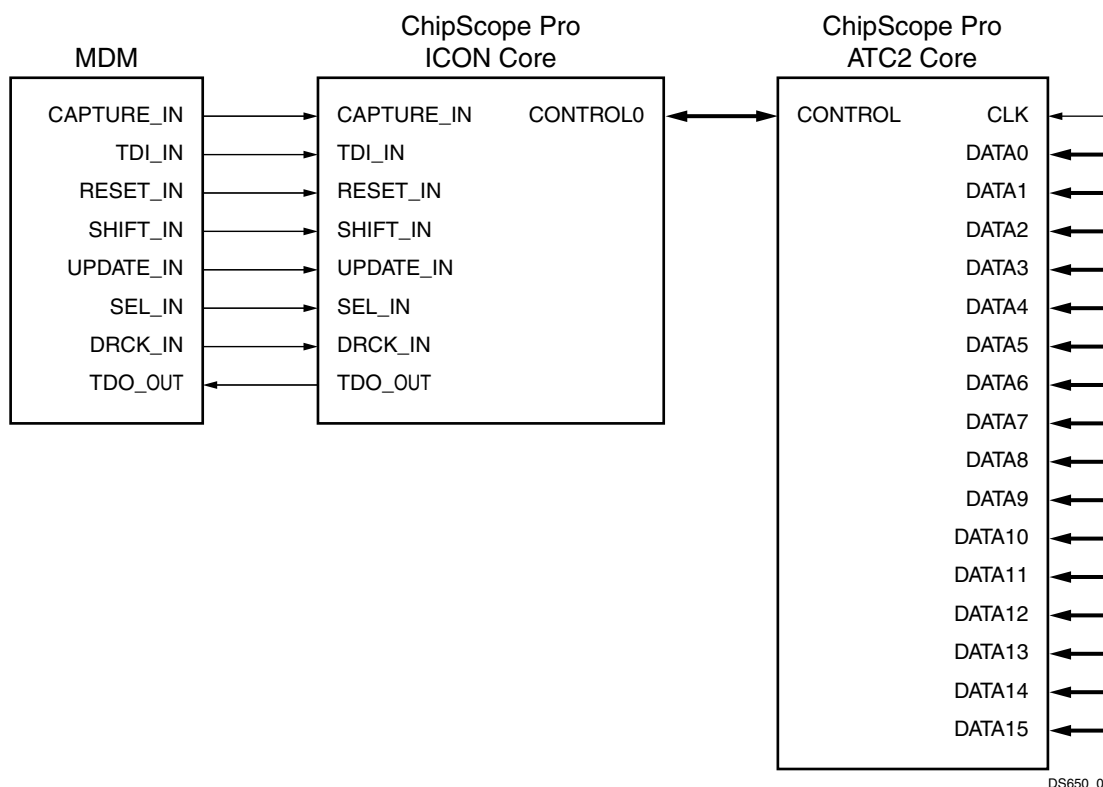 MDM
ChipScope Pro
ICON Core
ChipScope Pro
ATC2 Core
CAPTURE_IN
TDI_IN
RESET_IN
SHIFT_IN
UPDATE_IN
SEL_IN
DRCK_IN
TDO_OUT
CAPTURE_IN CONTROL0
TDI_IN
RESET_IN
SHIFT_IN
UPDATE_IN
SEL_IN
DRCK_IN
TDO_OUT
CONTROL CLK
DATA0
DATA1
DATA2
DATA3
DATA4
DATA5
DATA6
DATA7
DATA8
DATA9
DATA10
DATA11
DATA12
DATA13
DATA14
DATA15
DS650_0